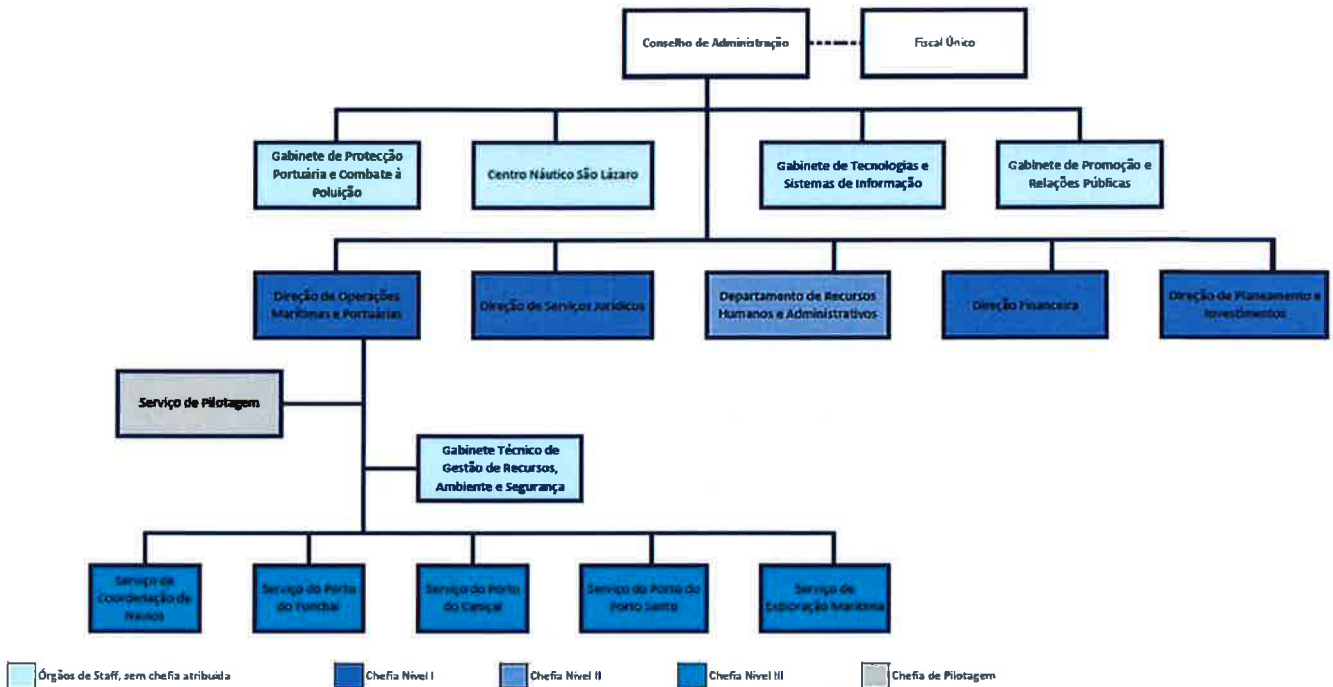 Conselho de Administração
Fiscal Único
Gabinete de Protecção
Portuária e Combate à
Poluição
Centro Náutico São Lázaro
Gabinete de Tecnologias e
Sistemas de Informação
Gabinete de Promoção e
Relações Públicas
Direção de Operações
Marítimas e Portuárias
Direção de Serviços Jurídicos
Departamento de Recursos
Humanos e Administrativos
Direção Financeira
Direção de Planeamento e
Investimentos
Serviço de Pilotagem
Gabinete Técnico de
Gestão de Recursos,
Ambiente e Segurança
Serviço de
Coordenação de
Navios
Serviço do Porto
do Funchal
Serviço do Porto
do Caniçal
Serviço do Porto do
Porto Santo
Serviço de
Exploração Marítima
Órgãos de Staff, sem chefia atribuida
Chefia Nível I
Chefia Nível II
Chefia Nível III
Chefia de Pilotagem